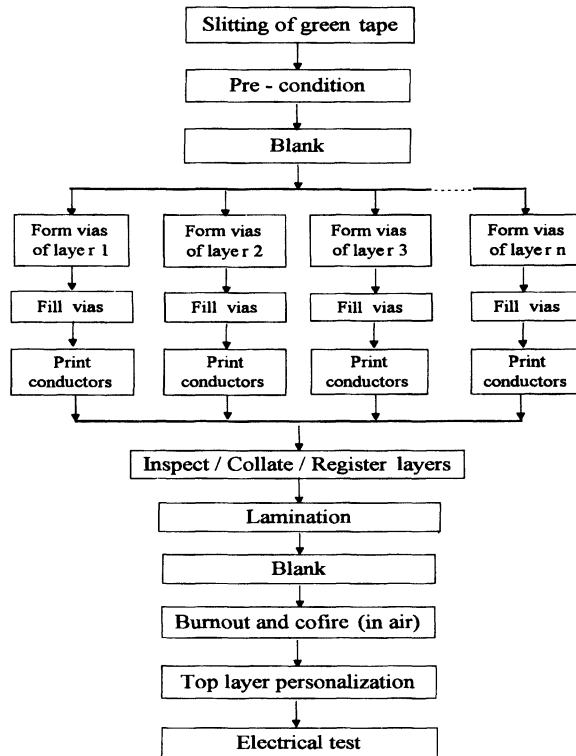 Slitting of green tape
Pre - condition
Blank
Form vias
of layer 1
Form vias
of layer 2
Form vias
of layer 3
Form vias
of layer n
Fill vias
Fill vias
Fill vias
Fill vias
Print
conductors
Print
conductors
Print
conductors
Print
conductors
Inspect / Collate / Register layers
Lamination
Blank
Burnout and cofire (in air)
Top layer personalization
Electrical test